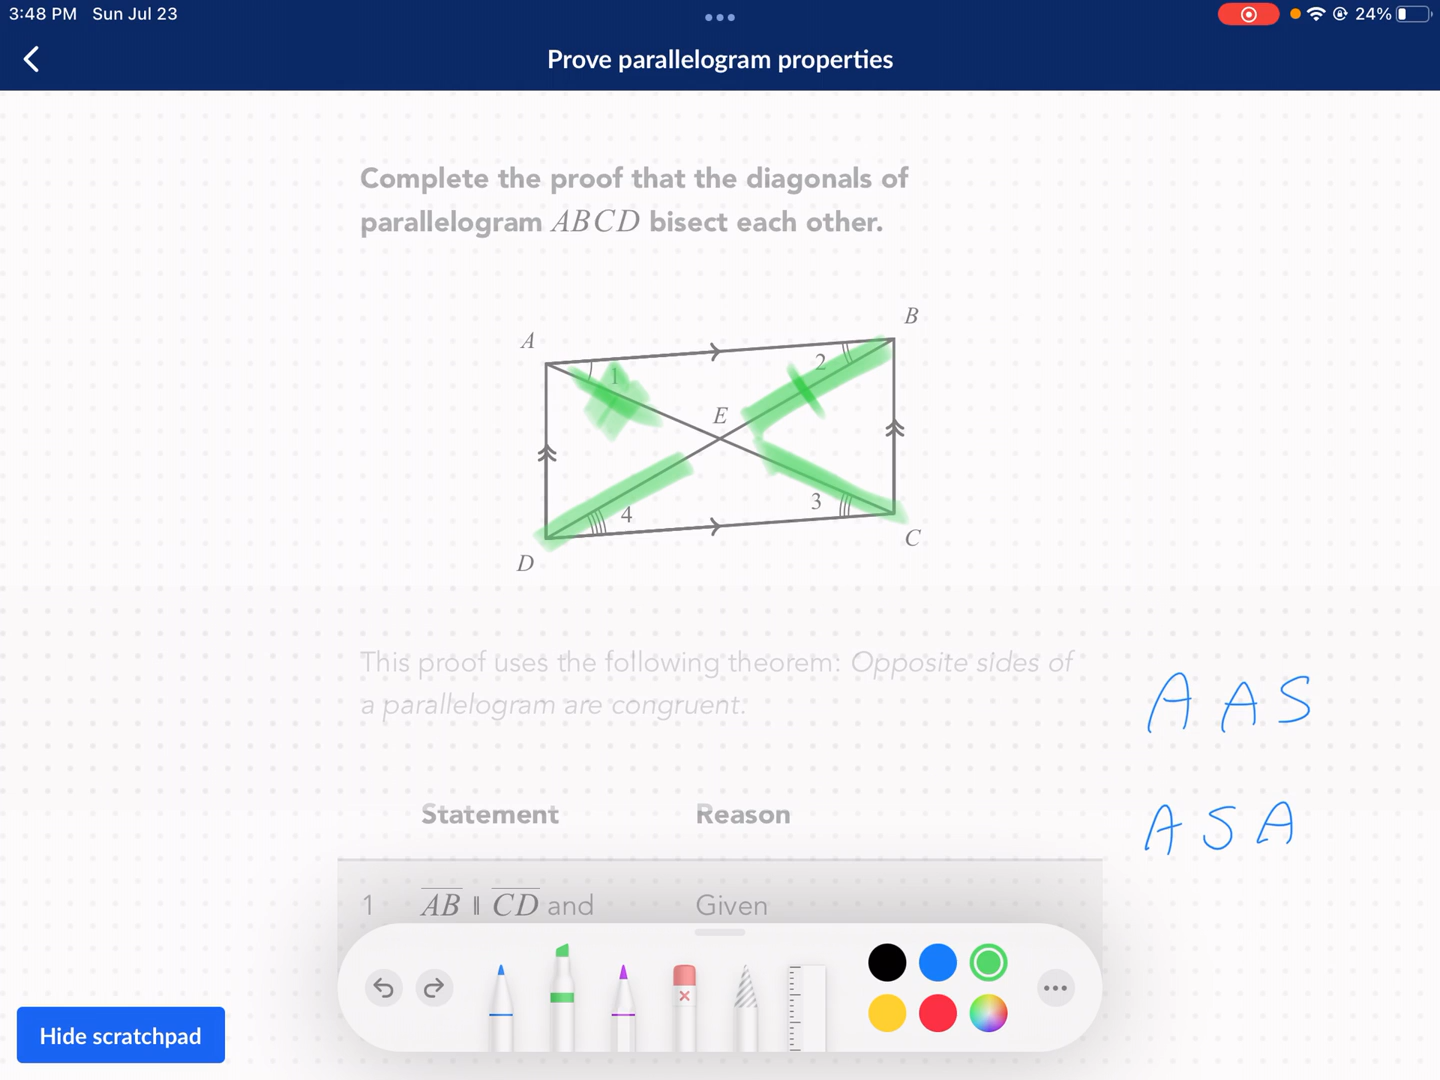 3:48 PM Sun Jul 23
24%
Prove parallelogram properties
Complete the proof that the diagonals of
parallelogram ABCD bisect each other.
B
A
1
2
E
3
4
C
D
This proof uses the following theorem: Opposite sides of
a parallelogram are congruent.
A A S
Statement Reason
A S A
1 AB ∥ CD and Given
Hide scratchpad